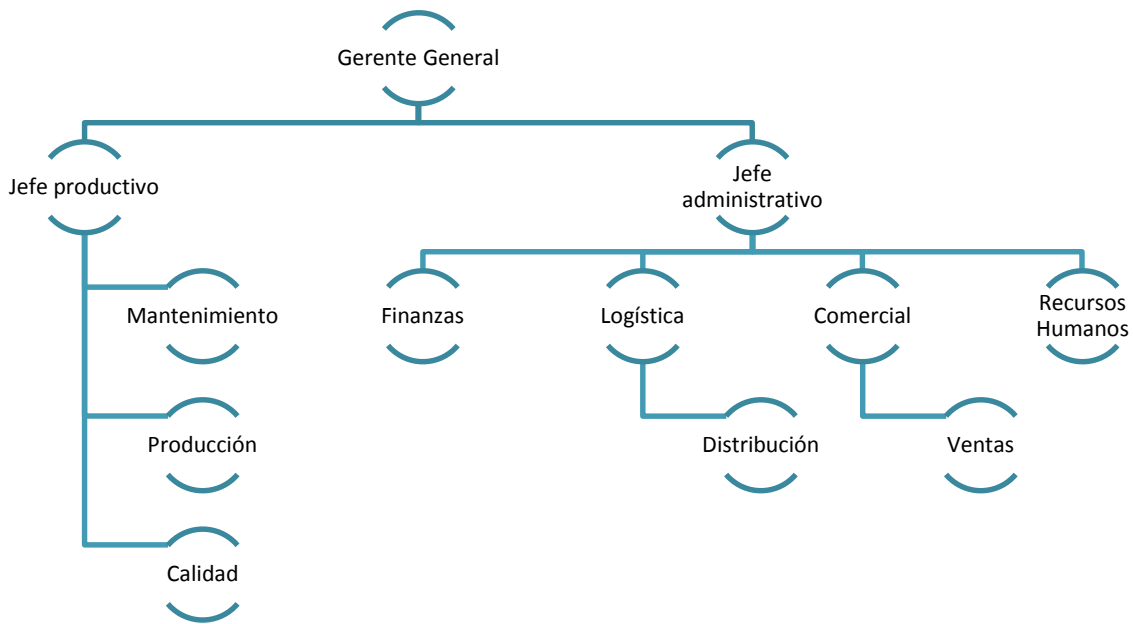 Gerente General
Jefe productivo
Jefe
administrativo
Mantenimiento
Finanzas
Logística
Comercial
Recursos
Humanos
Producción
Distribución
Ventas
Calidad